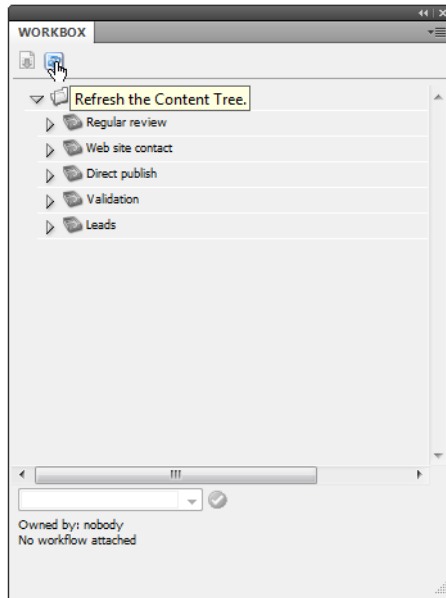 WORKBOX
Refresh the Content Tree.
Regular review
Web site contact
Direct publish
Validation
Leads
Owned by: nobody
No workflow attached